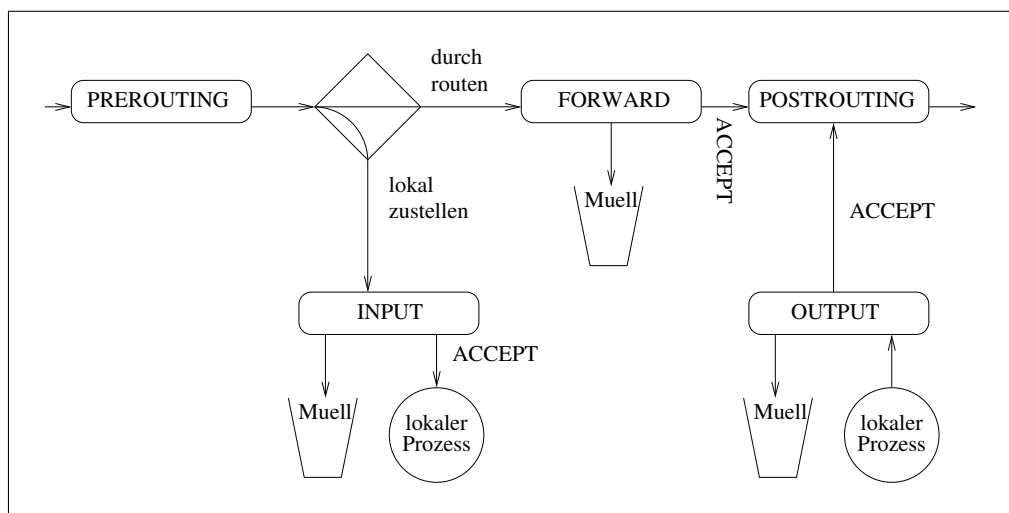 PREROUTING
durch
routen
FORWARD
ACCEPT
POSTROUTING
Muell
lokal
zustellen
ACCEPT
INPUT
OUTPUT
ACCEPT
Muell
lokaler
Prozess
Muell
lokaler
Prozess